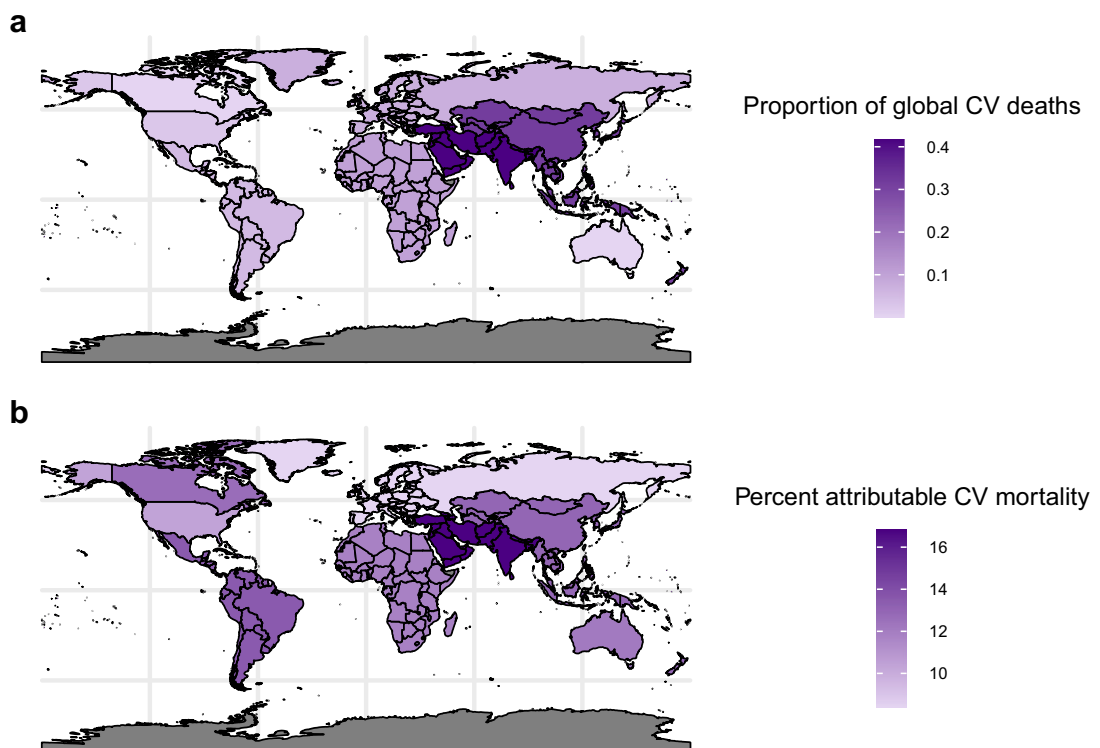 a
Proportion of global CV deaths
0.4
0.3
0.2
0.1
b
Percent attributable CV mortality
16
14
12
10